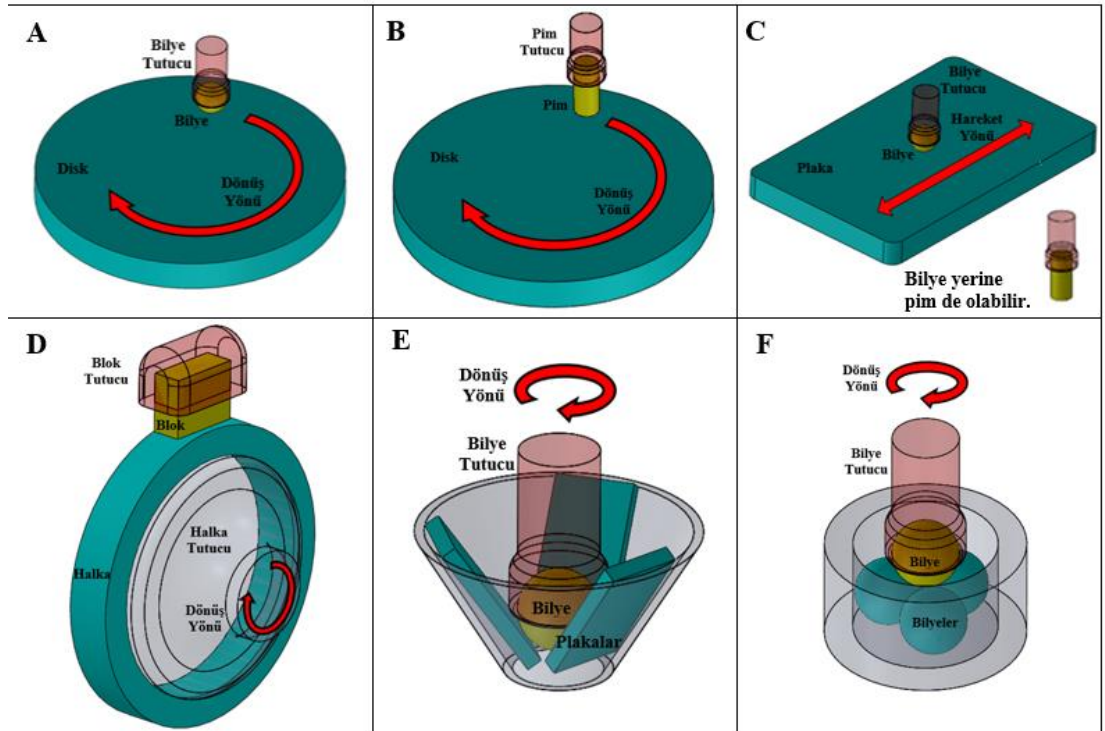 A
Bilye
Tutucu
Bilye
Disk
Dönüş
Yönü
B
Pim
Tutucu
Pim
Disk
Dönüş
Yönü
C
Bilye
Tutucu
Hareket
Yönü
Bilye
Plaka
Bilye yerine
pim de olabilir.
D
Blok
Tutucu
Blok
Halka
Tutucu
Halka
Dönüş
Yönü
E
Dönüş
Yönü
Bilye
Tutucu
Bilye
Plakalar
F
Dönüş
Yönü
Bilye
Tutucu
Bilye
Bilyeler